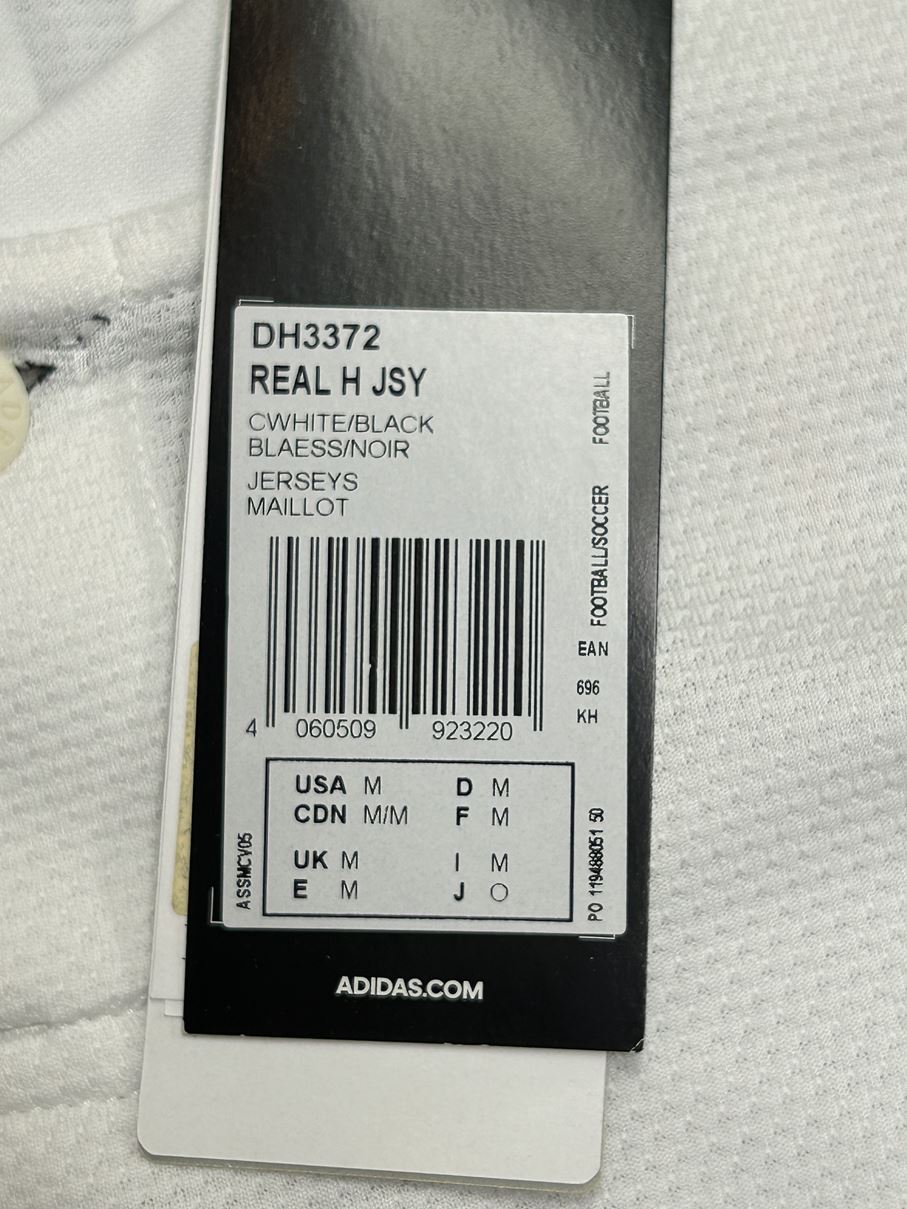 DH3372
REAL H JSY
CWHITE/BLACK
BLAESS/NOIR
JERSEYS
MAILLOT
FOOTBALL/SOCCER FOOTBALL
EAN
696
KH
4 060509 923220
USA M D M
CDN M/M F M
UK M I M
E M J O
ASSMCV05
PO 119488051 50
ADIDAS.COM